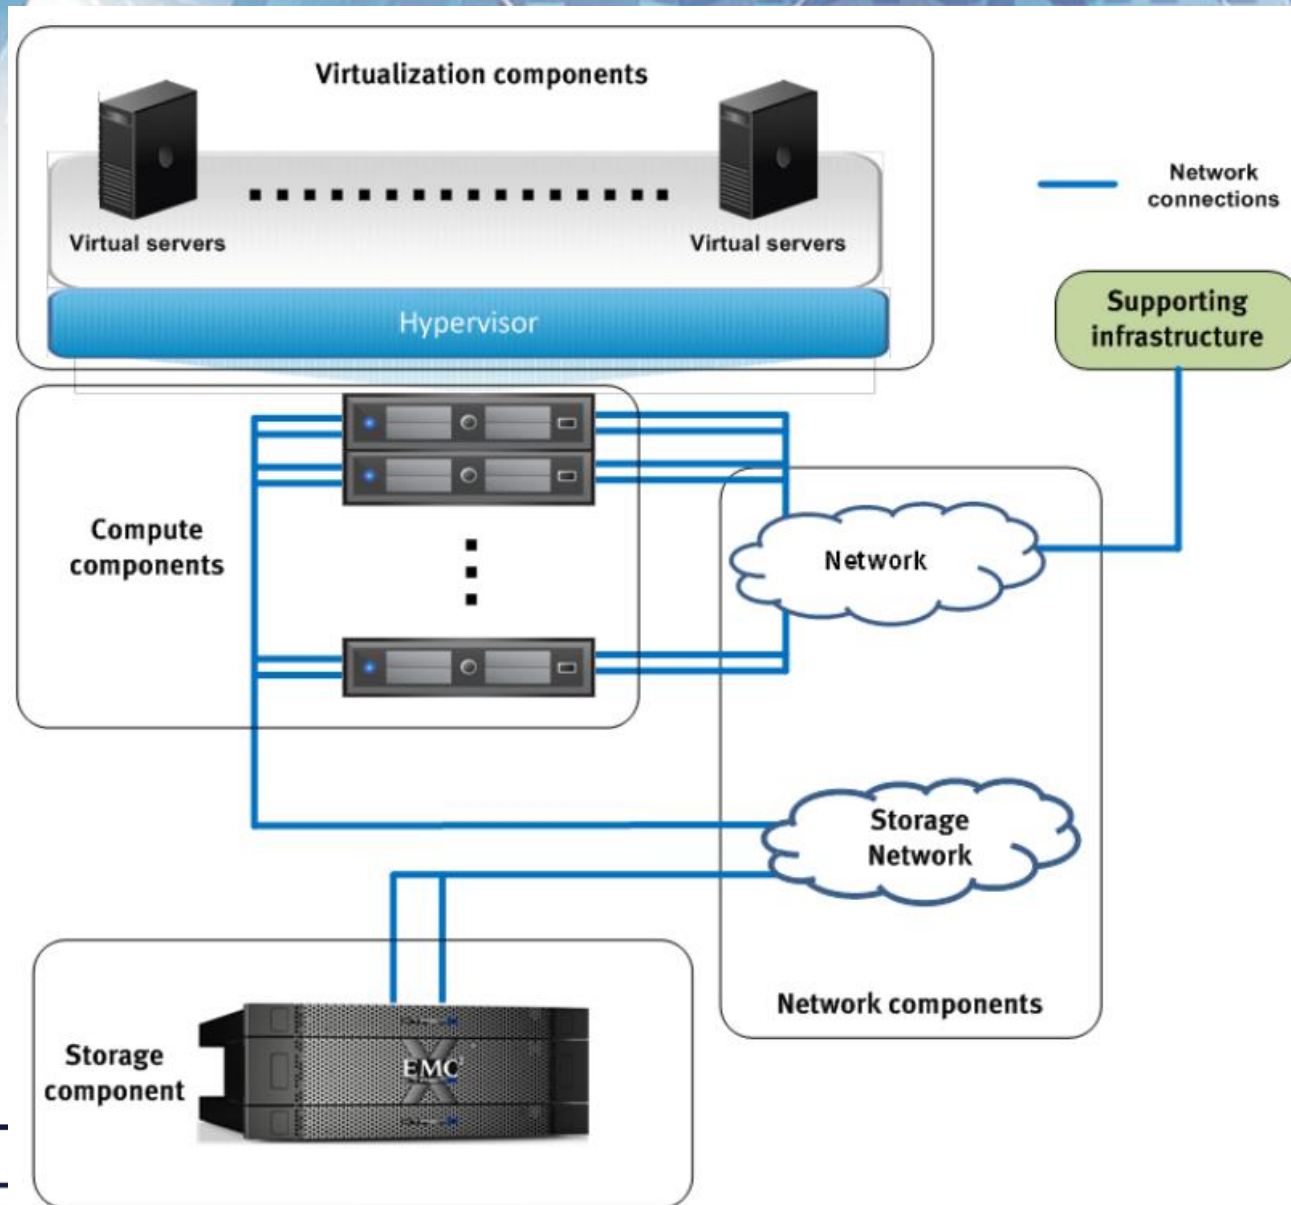 Virtualization components
Virtual servers
Virtual servers
Hypervisor
Network
connections
Supporting
infrastructure
Compute
components
Network
Storage
Network
Network components
Storage
component
EMC²